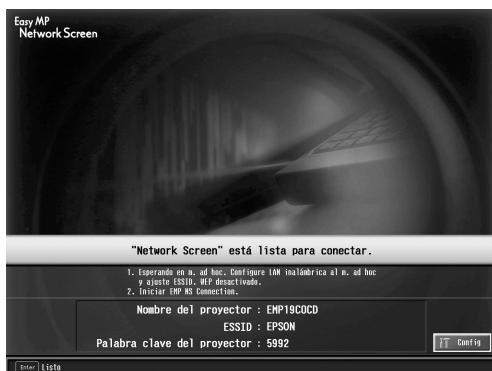 Easy MP
Network Screen
"Network Screen" está lista para conectar.
1. Esperando en m. ad hoc. Configure LAN inalámbrica al m. ad hoc
y ajuste ESSID. WEP desactivado.
2. Iniciar EMP NS Connection.
Nombre del proyector : EMP19C0CD
ESSID : EPSON
Palabra clave del proyector : 5992
Config
Enter Listo